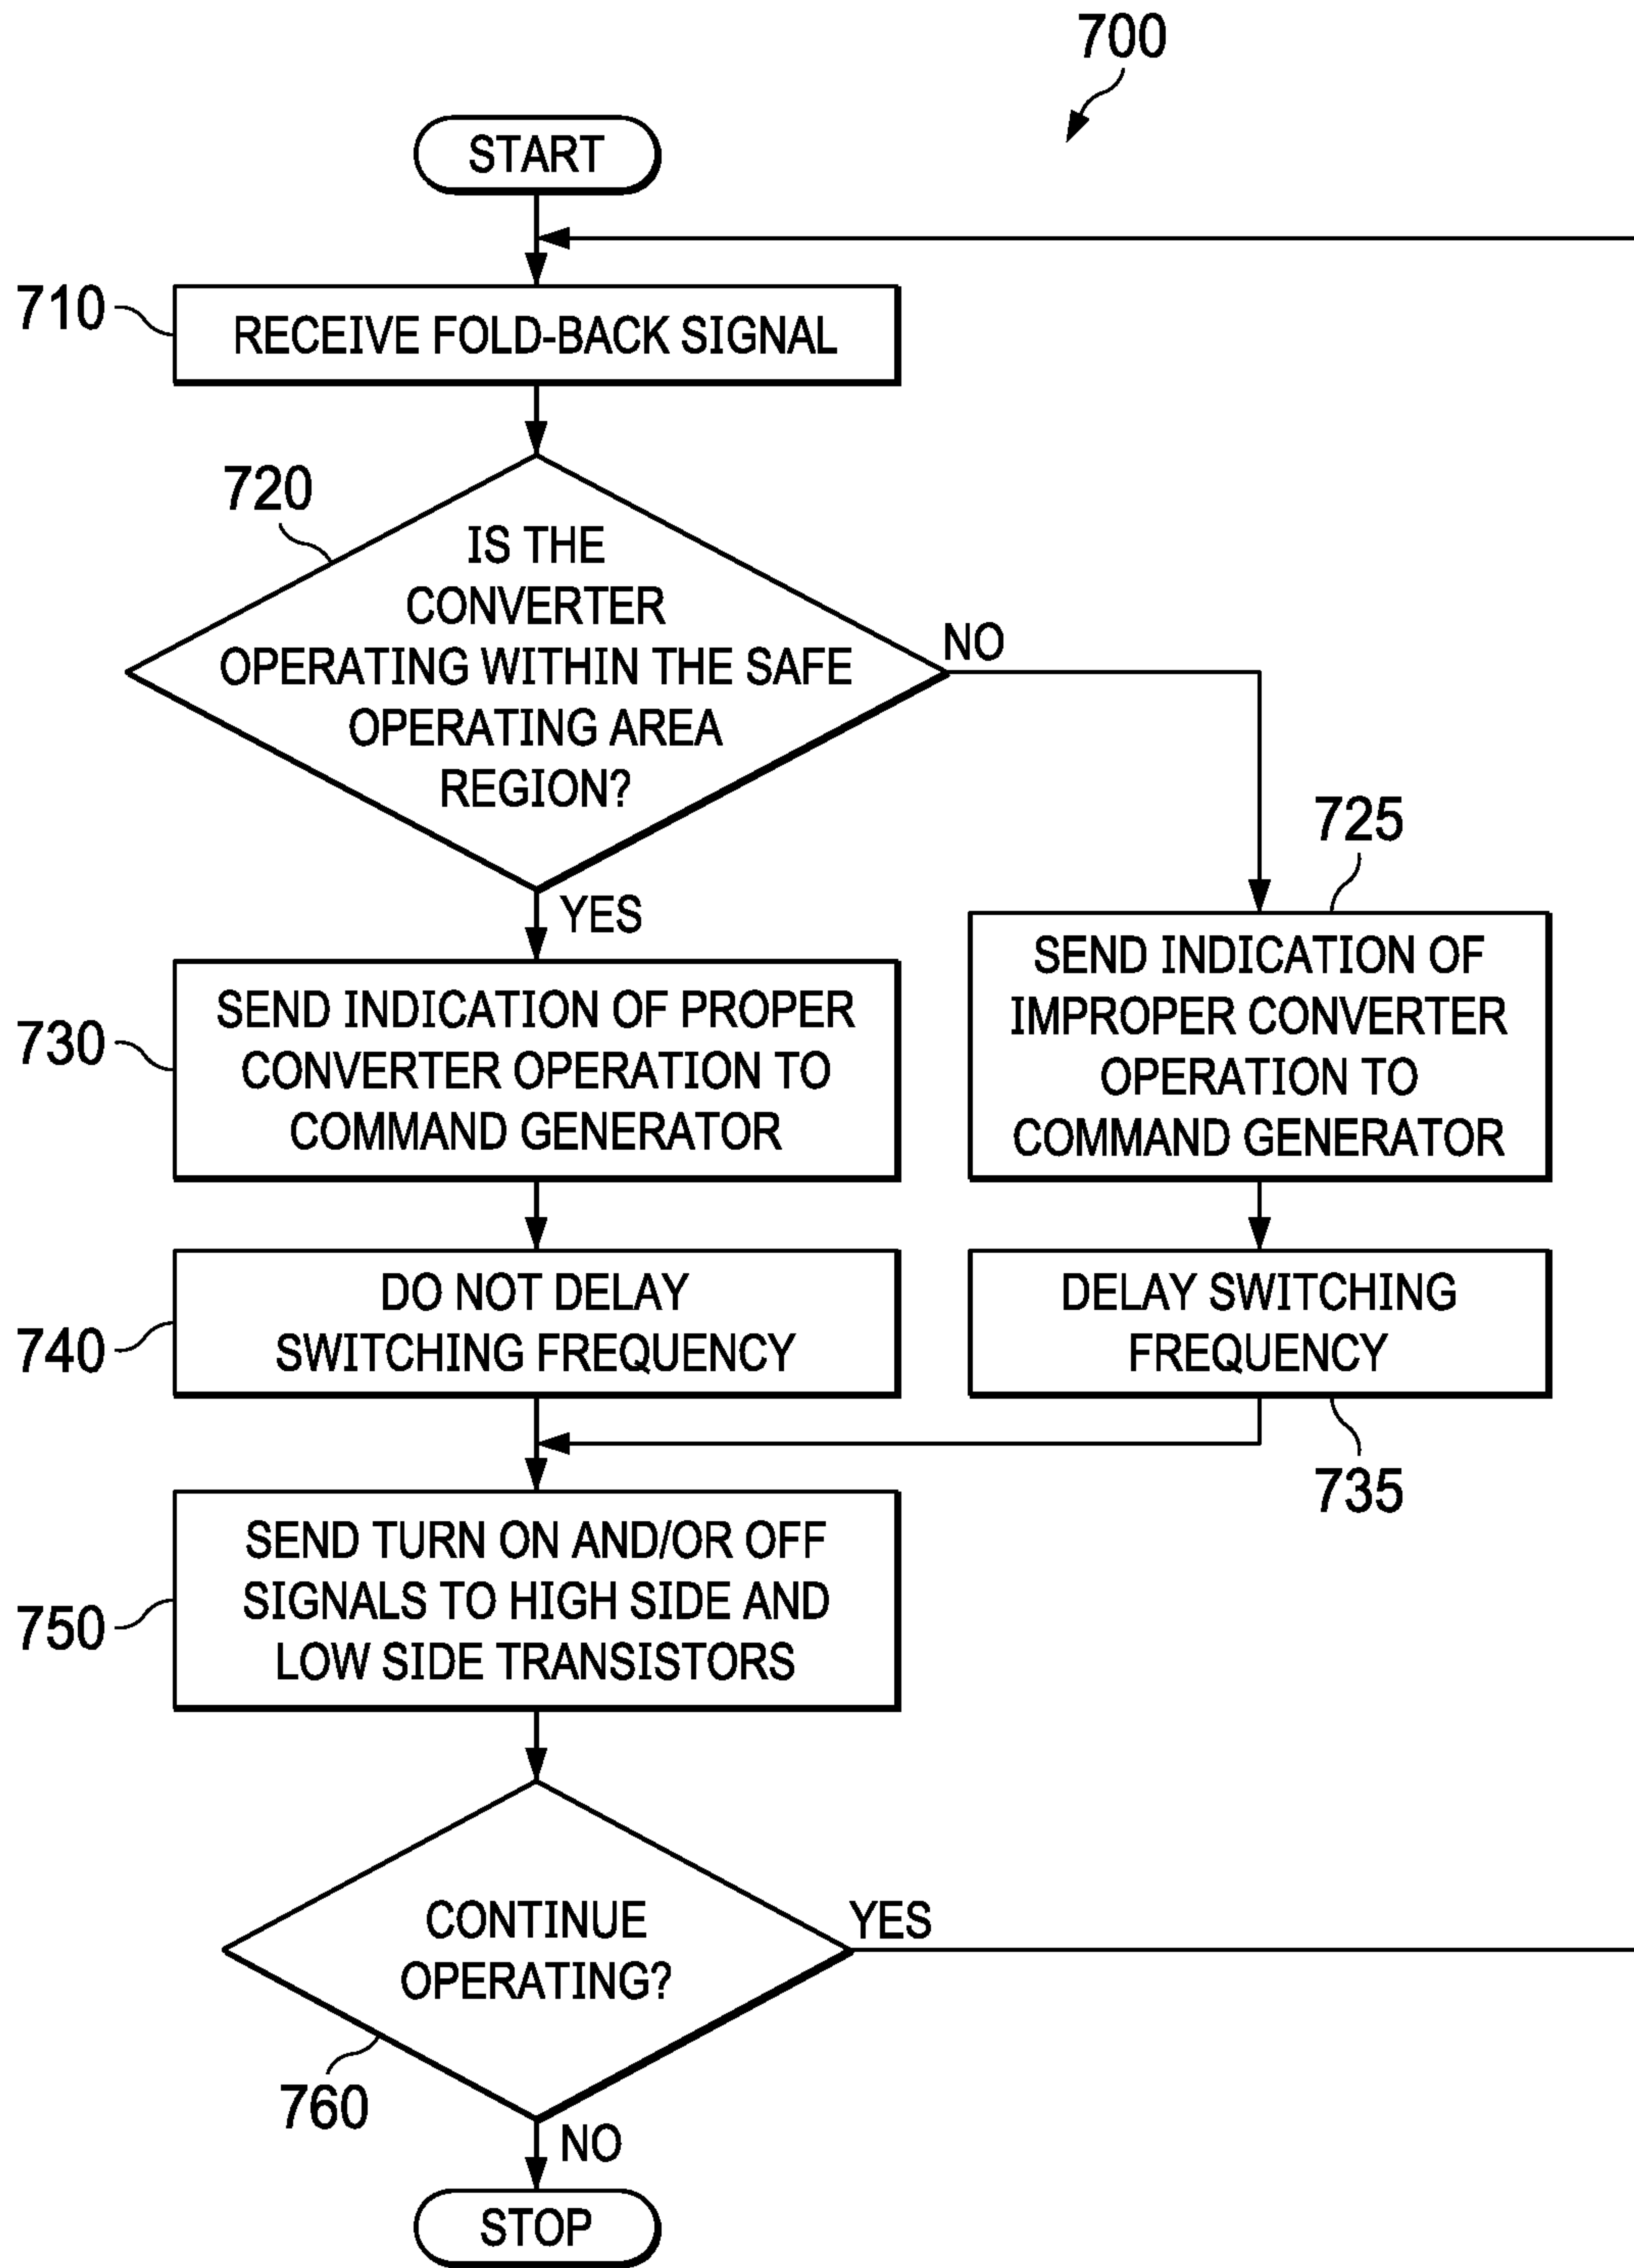 700
START
710
RECEIVE FOLD-BACK SIGNAL
720
IS THE
CONVERTER
OPERATING WITHIN THE SAFE
OPERATING AREA
REGION?
NO
YES
725
SEND INDICATION OF
IMPROPER CONVERTER
OPERATION TO
COMMAND GENERATOR
730
SEND INDICATION OF PROPER
CONVERTER OPERATION TO
COMMAND GENERATOR
740
DO NOT DELAY
SWITCHING FREQUENCY
DELAY SWITCHING
FREQUENCY
735
750
SEND TURN ON AND/OR OFF
SIGNALS TO HIGH SIDE AND
LOW SIDE TRANSISTORS
CONTINUE
OPERATING?
YES
760
NO
STOP